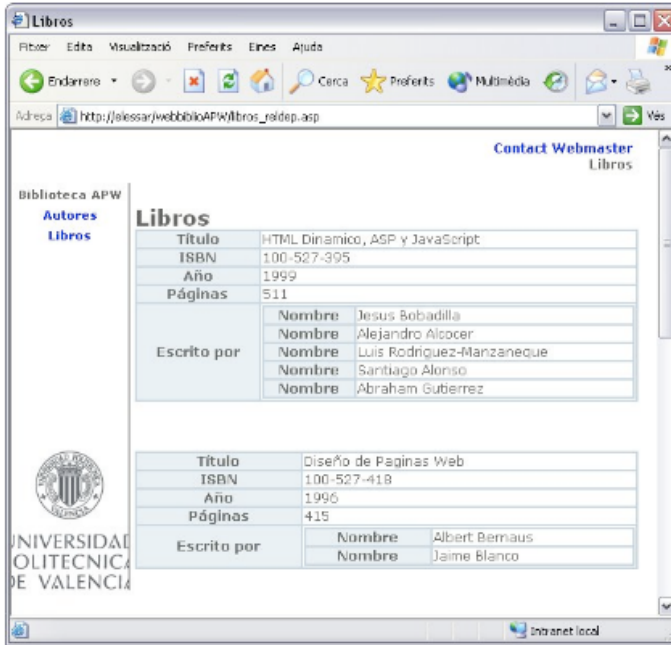 Libros
Fitxer Edita Visualització Preferits Eines Ajuda
Endarrere Cerca Preferits Multimèdia
Adreça http://elessar/webbiblioAPW/libros_reldep.asp Vés
Contact Webmaster
Libros
Biblioteca APW
Autores
Libros
Libros
Título HTML Dinamico, ASP y JavaScript
ISBN 100-527-395
Año 1999
Páginas 511
Escrito por
Nombre Jesus Bobadilla
Nombre Alejandro Alcocer
Nombre Luis Rodriguez-Manzaneque
Nombre Santiago Alonso
Nombre Abraham Gutierrez
Título Diseño de Paginas Web
ISBN 100-527-418
Año 1996
Páginas 415
Escrito por
Nombre Albert Bernaus
Nombre Jaime Blanco
UNIVERSIDAD
POLITECNICA
DE VALENCIA
Intranet local